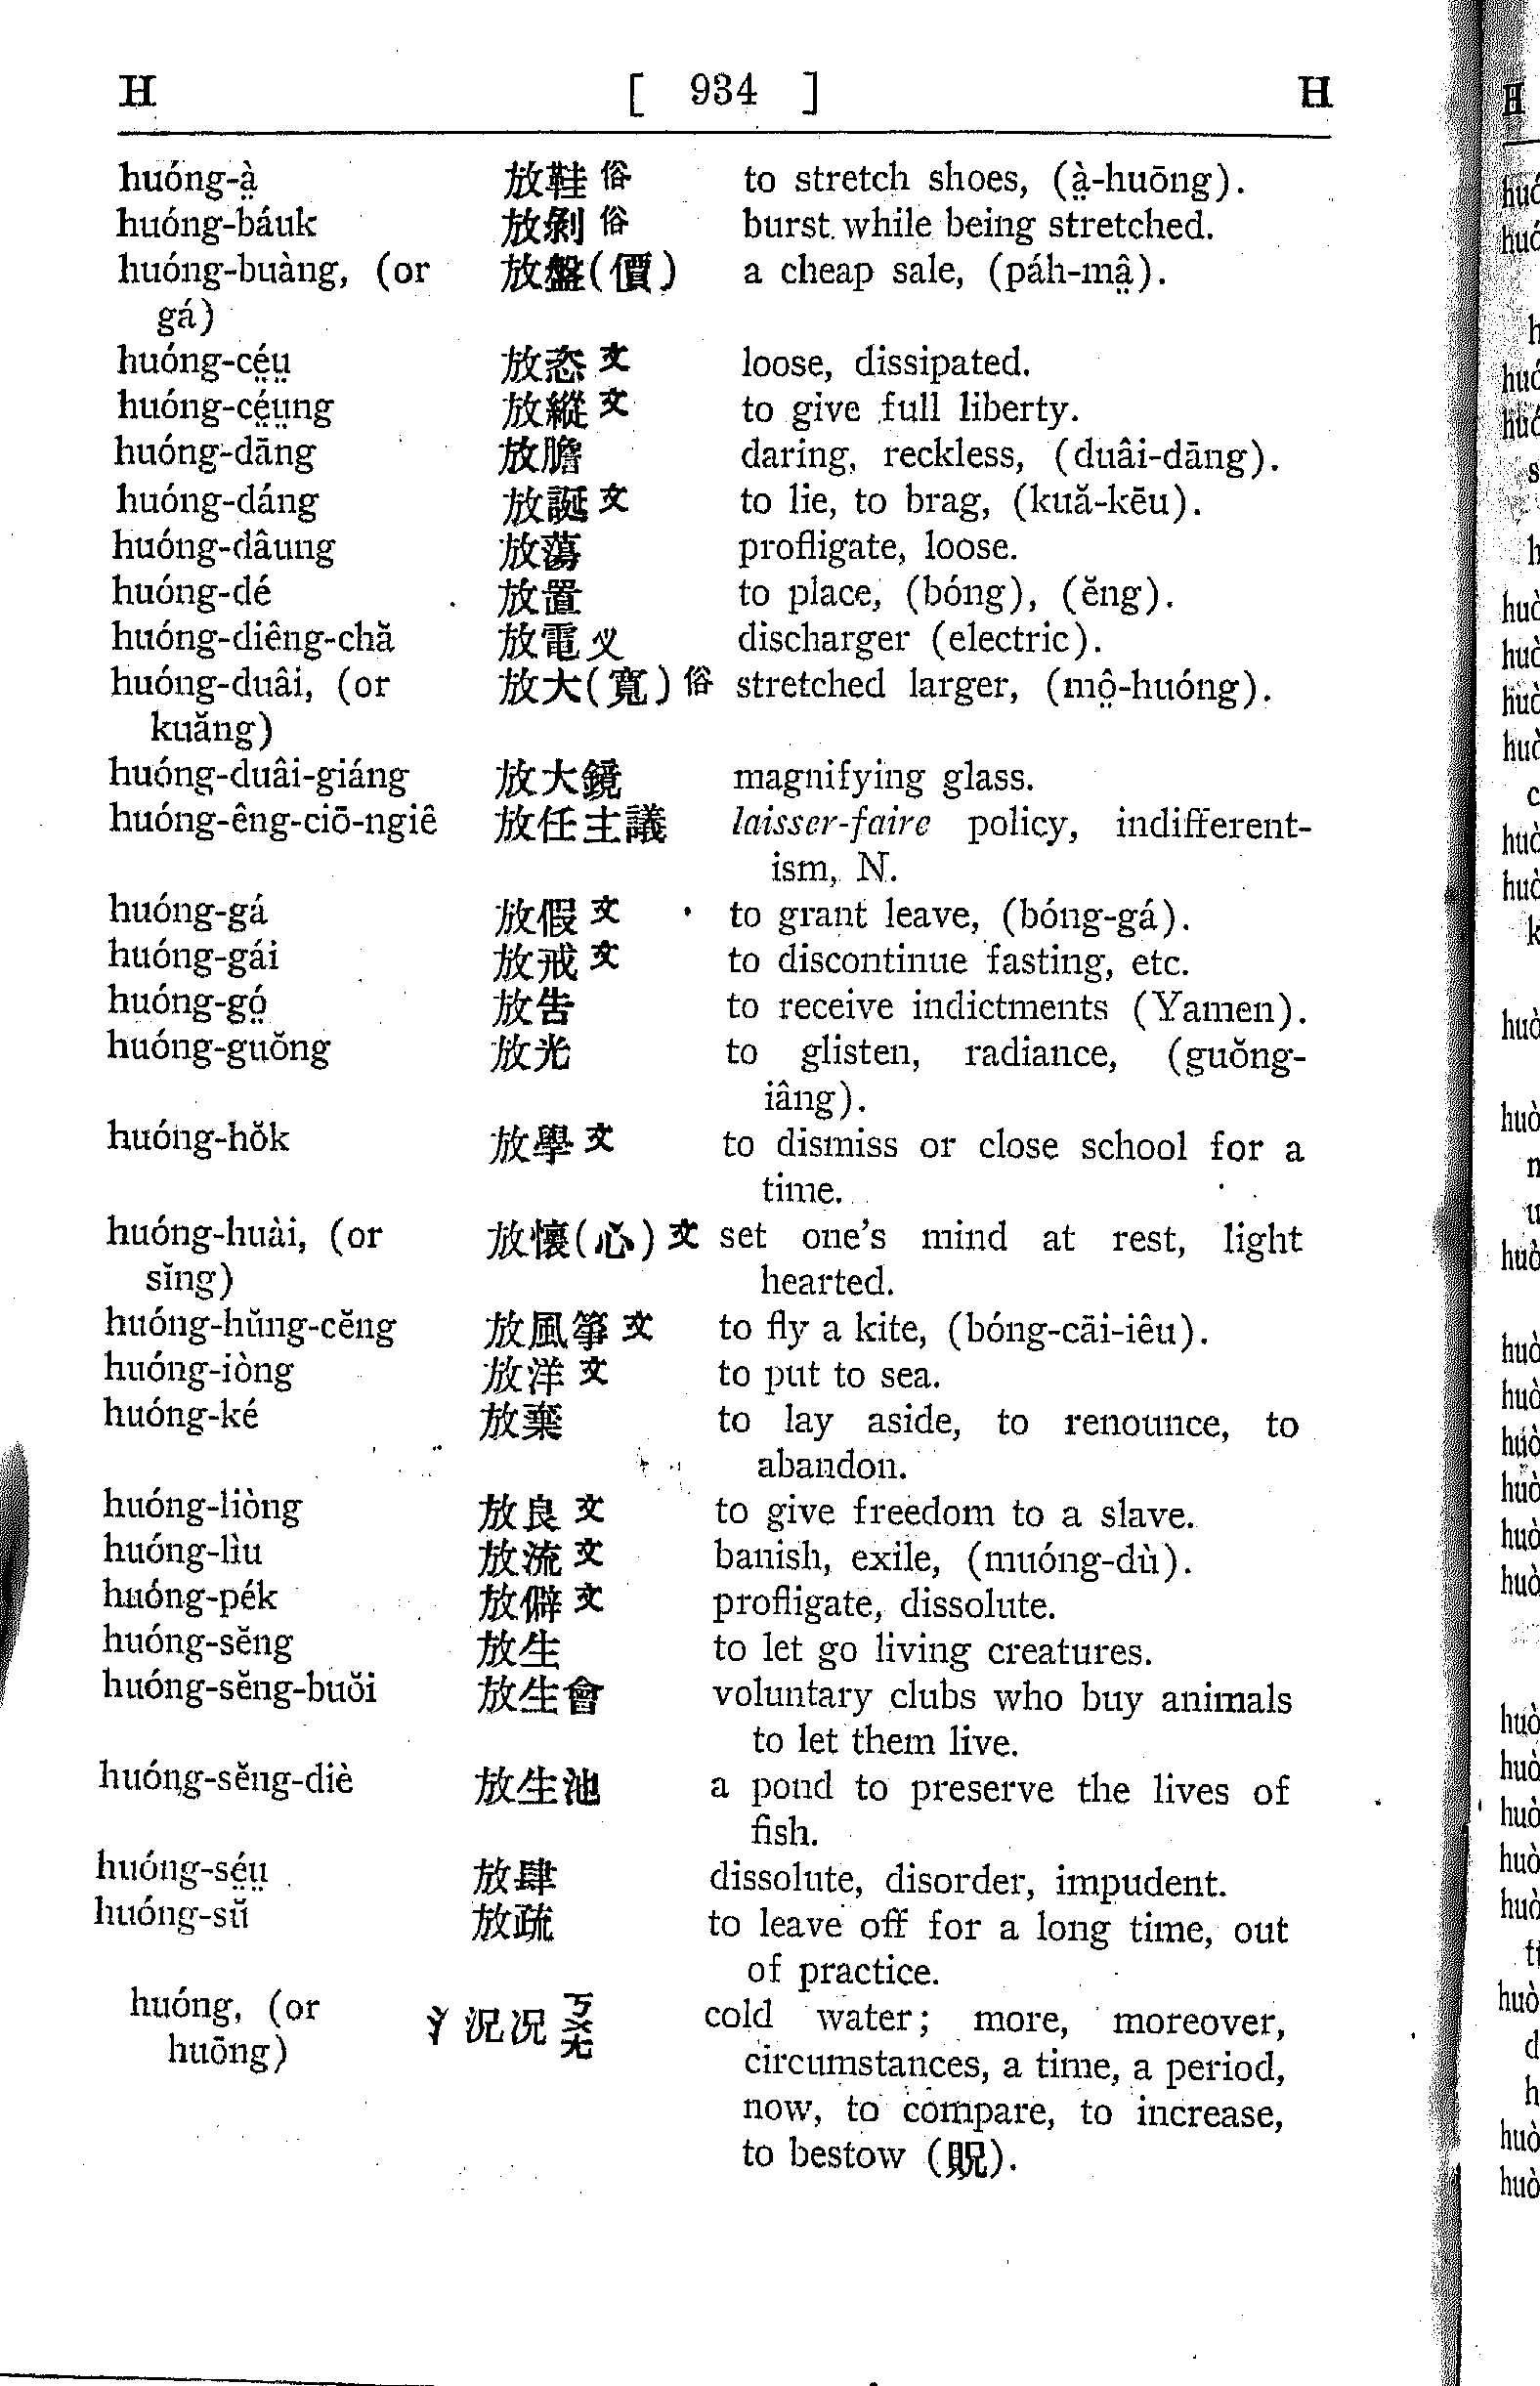 H [ 934 ] H
huóng-à̤ 放鞋俗 to stretch shoes, (à̤-huōng).
huóng-báuk 放剝俗 burst while being stretched.
huóng-buàng, (or 放盤(價) a cheap sale, (páh-mâ̤).
gá)
huóng-cé̤ṳ 放恣文 loose, dissipated.
huóng-cé̤ṳng 放縱文 to give full liberty.
huóng-dāng 放膽 daring, reckless, (duâi-dāng).
huóng-dáng 放誕文 to lie, to brag, (kuă-kēu).
huóng-dâung 放蕩 profligate, loose.
huóng-dé 放置 to place, (bóng), (ĕng).
huóng-diêng-chă 放電叉 discharger (electric).
huóng-duâi, (or 放大(寬)俗 stretched larger, (mô̤-huóng).
kuăng)
huóng-duâi-giáng 放大鏡 magnifying glass.
huóng-êng-ciō-ngiê 放任主議 laisser-faire policy, indifferent-
ism, N.
huóng-gá 放假文 to grant leave, (bóng-gá).
huóng-gái 放戒文 to discontinue fasting, etc.
huóng-gó̤ 放告 to receive indictments (Yamen).
huóng-guŏng 放光 to glisten, radiance, (guŏng-
iâng).
huóng-hŏk 放學文 to dismiss or close school for a
time.
huóng-huài, (or 放懷(心)文 set one's mind at rest, light
sĭng) hearted.
huóng-hŭng-cĕng 放風箏文 to fly a kite, (bóng-cāi-iêu).
huóng-iòng 放洋文 to put to sea.
huóng-ké 放棄 to lay aside, to renounce, to
abandon.
huóng-liòng 放良文 to give freedom to a slave.
huóng-lìu 放流文 banish, exile, (muóng-dù).
huóng-pék 放僻文 profligate, dissolute.
huóng-sĕng 放生 to let go living creatures.
huóng-sĕng-buŏi 放生會 voluntary clubs who buy animals
to let them live.
huóng-sĕng-diè 放生池 a pond to preserve the lives of
fish.
huóng-sé̤ṳ 放肆 dissolute, disorder, impudent.
huóng-sŭ 放疏 to leave off for a long time, out
of practice.
huóng, (or 氵況况 ㄎㄨㄤ cold water; more, moreover,
huōng) circumstances, a time, a period,
now, to compare, to increase,
to bestow (貺).